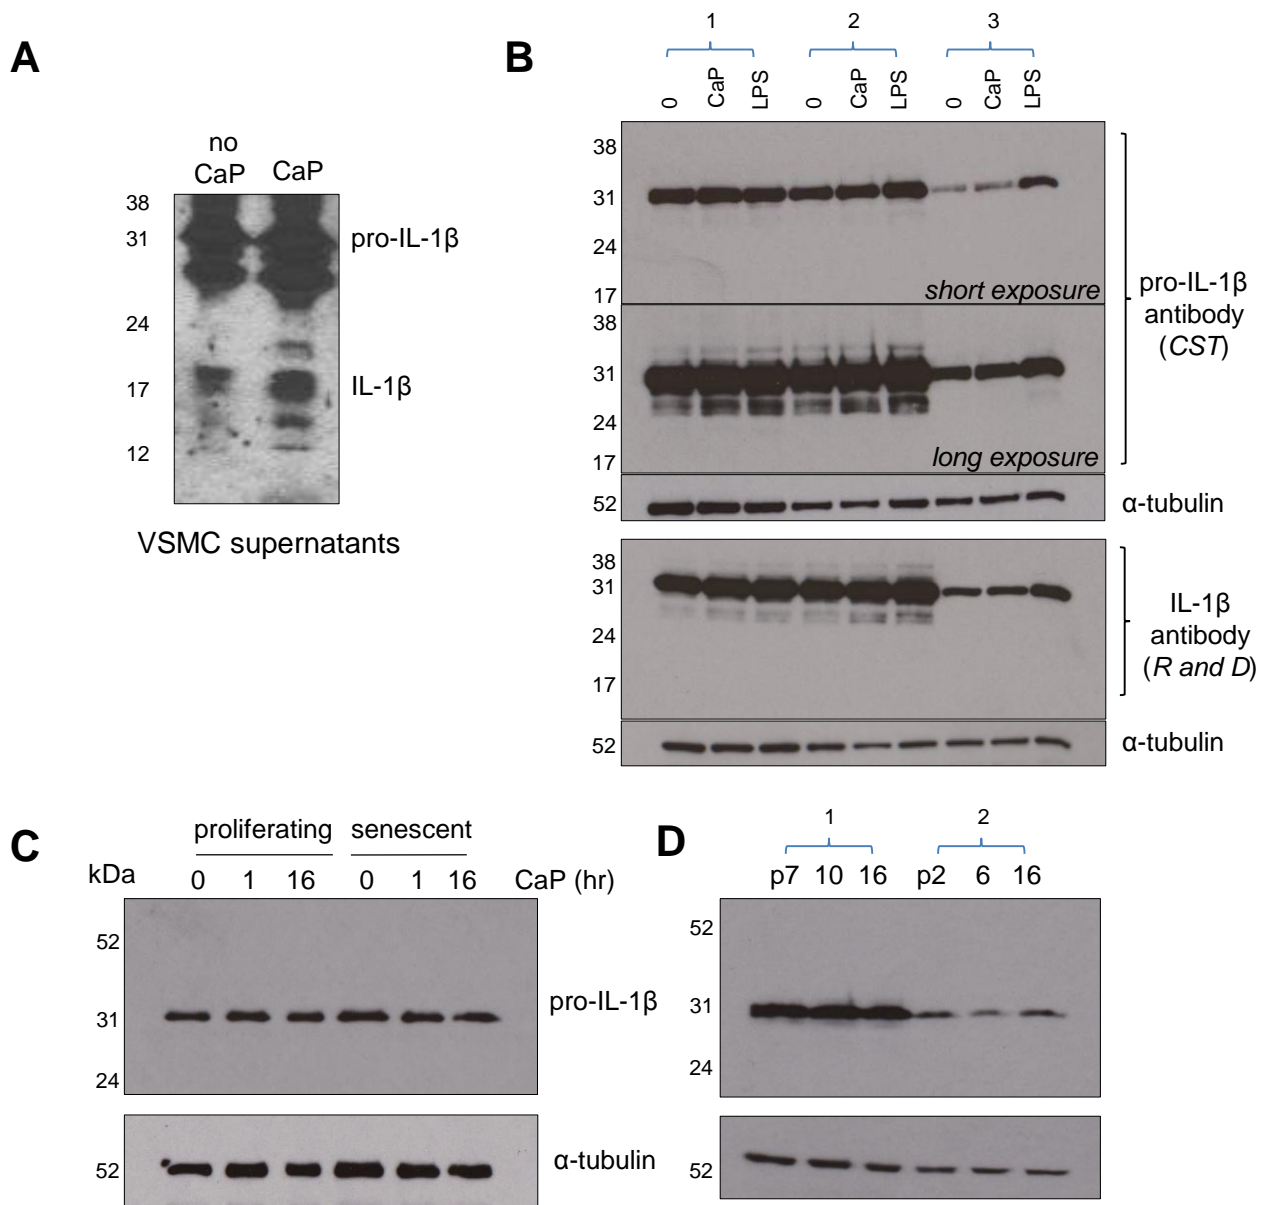 A
no
CaP
CaP
38
31
24
17
12
pro-IL-1β
IL-1β
VSMC supernatants
B
1
2
3
0
CaP
LPS
0
CaP
LPS
0
CaP
LPS
38
31
24
17
short exposure
38
31
24
17
long exposure
pro-IL-1β
antibody
(CST)
52
α-tubulin
38
31
24
17
IL-1β
antibody
(R and D)
52
α-tubulin
C
proliferating
senescent
kDa
0 1 16 0 1 16 CaP (hr)
52
31
24
pro-IL-1β
52
α-tubulin
D
1
2
p7 10 16 p2 6 16
52
31
24
52